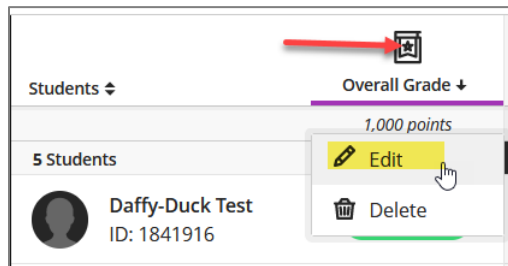 Students
Overall Grade
1,000 points
5 Students
Edit
Daffy-Duck Test
ID: 1841916
Delete